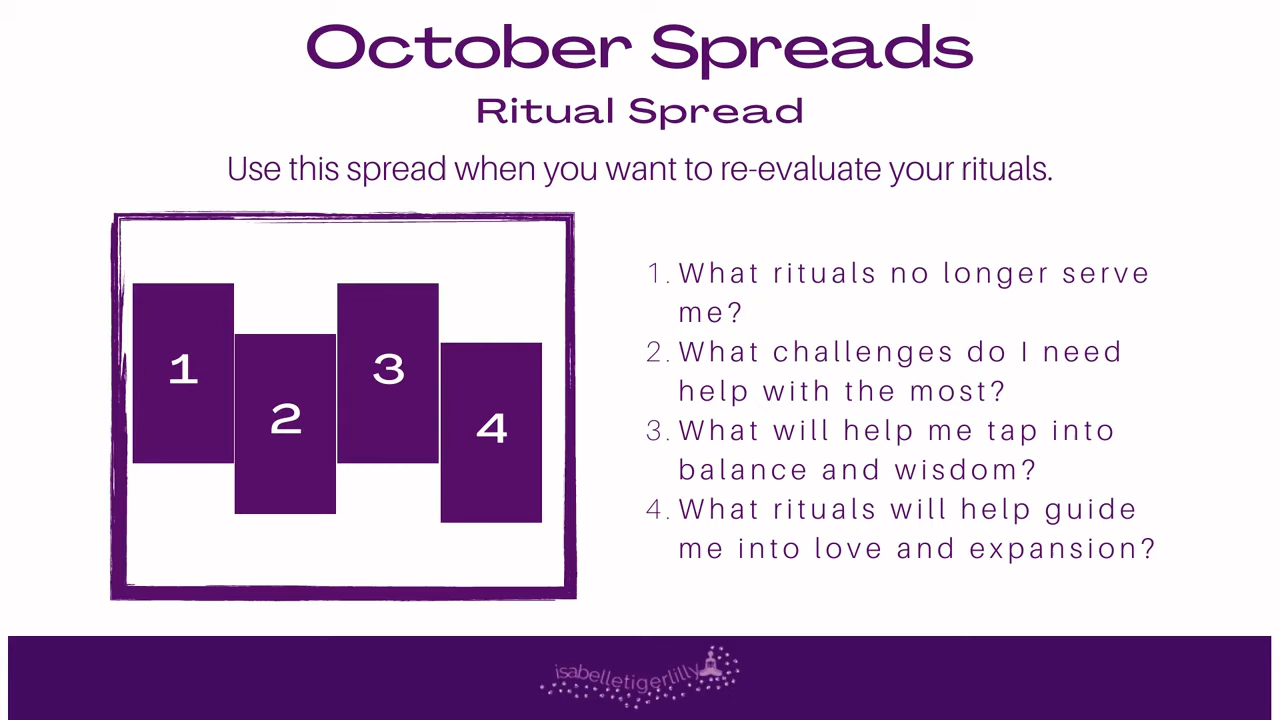 October Spreads
Ritual Spread
Use this spread when you want to re-evaluate your rituals.
1
2
3
4
1. What rituals no longer serve
me?
2. What challenges do I need
help with the most?
3. What will help me tap into
balance and wisdom?
4. What rituals will help guide
me into love and expansion?
isabelletigerlilly